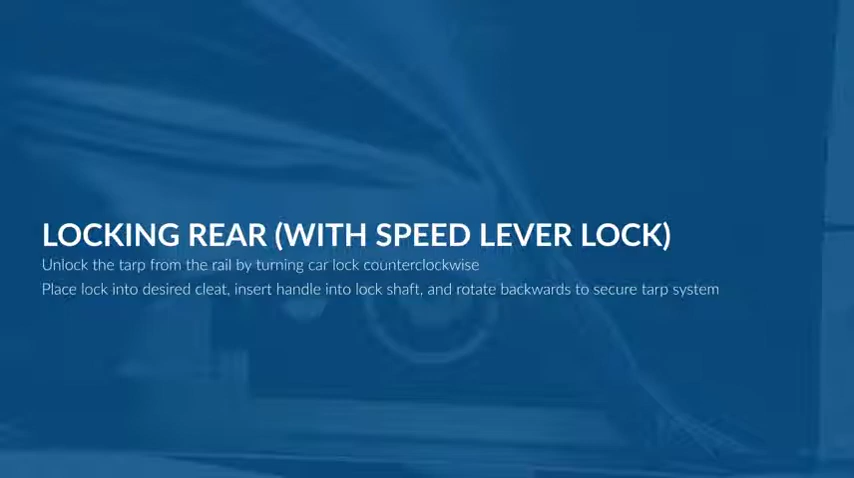 LOCKING REAR (WITH SPEED LEVER LOCK)
Unlock the tarp from the rail by turning car lock counterclockwise
Place lock into desired cleat, insert handle into lock shaft, and rotate backwards to secure tarp system